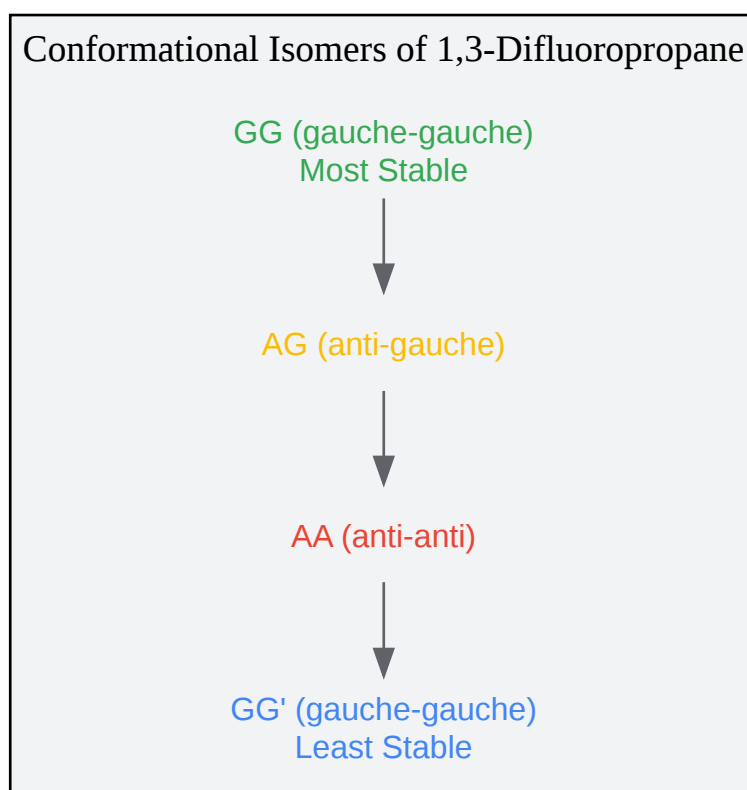 Conformational Isomers of 1,3-Difluoropropane
GG (gauche-gauche)
Most Stable
AG (anti-gauche)
AA (anti-anti)
GG' (gauche-gauche)
Least Stable